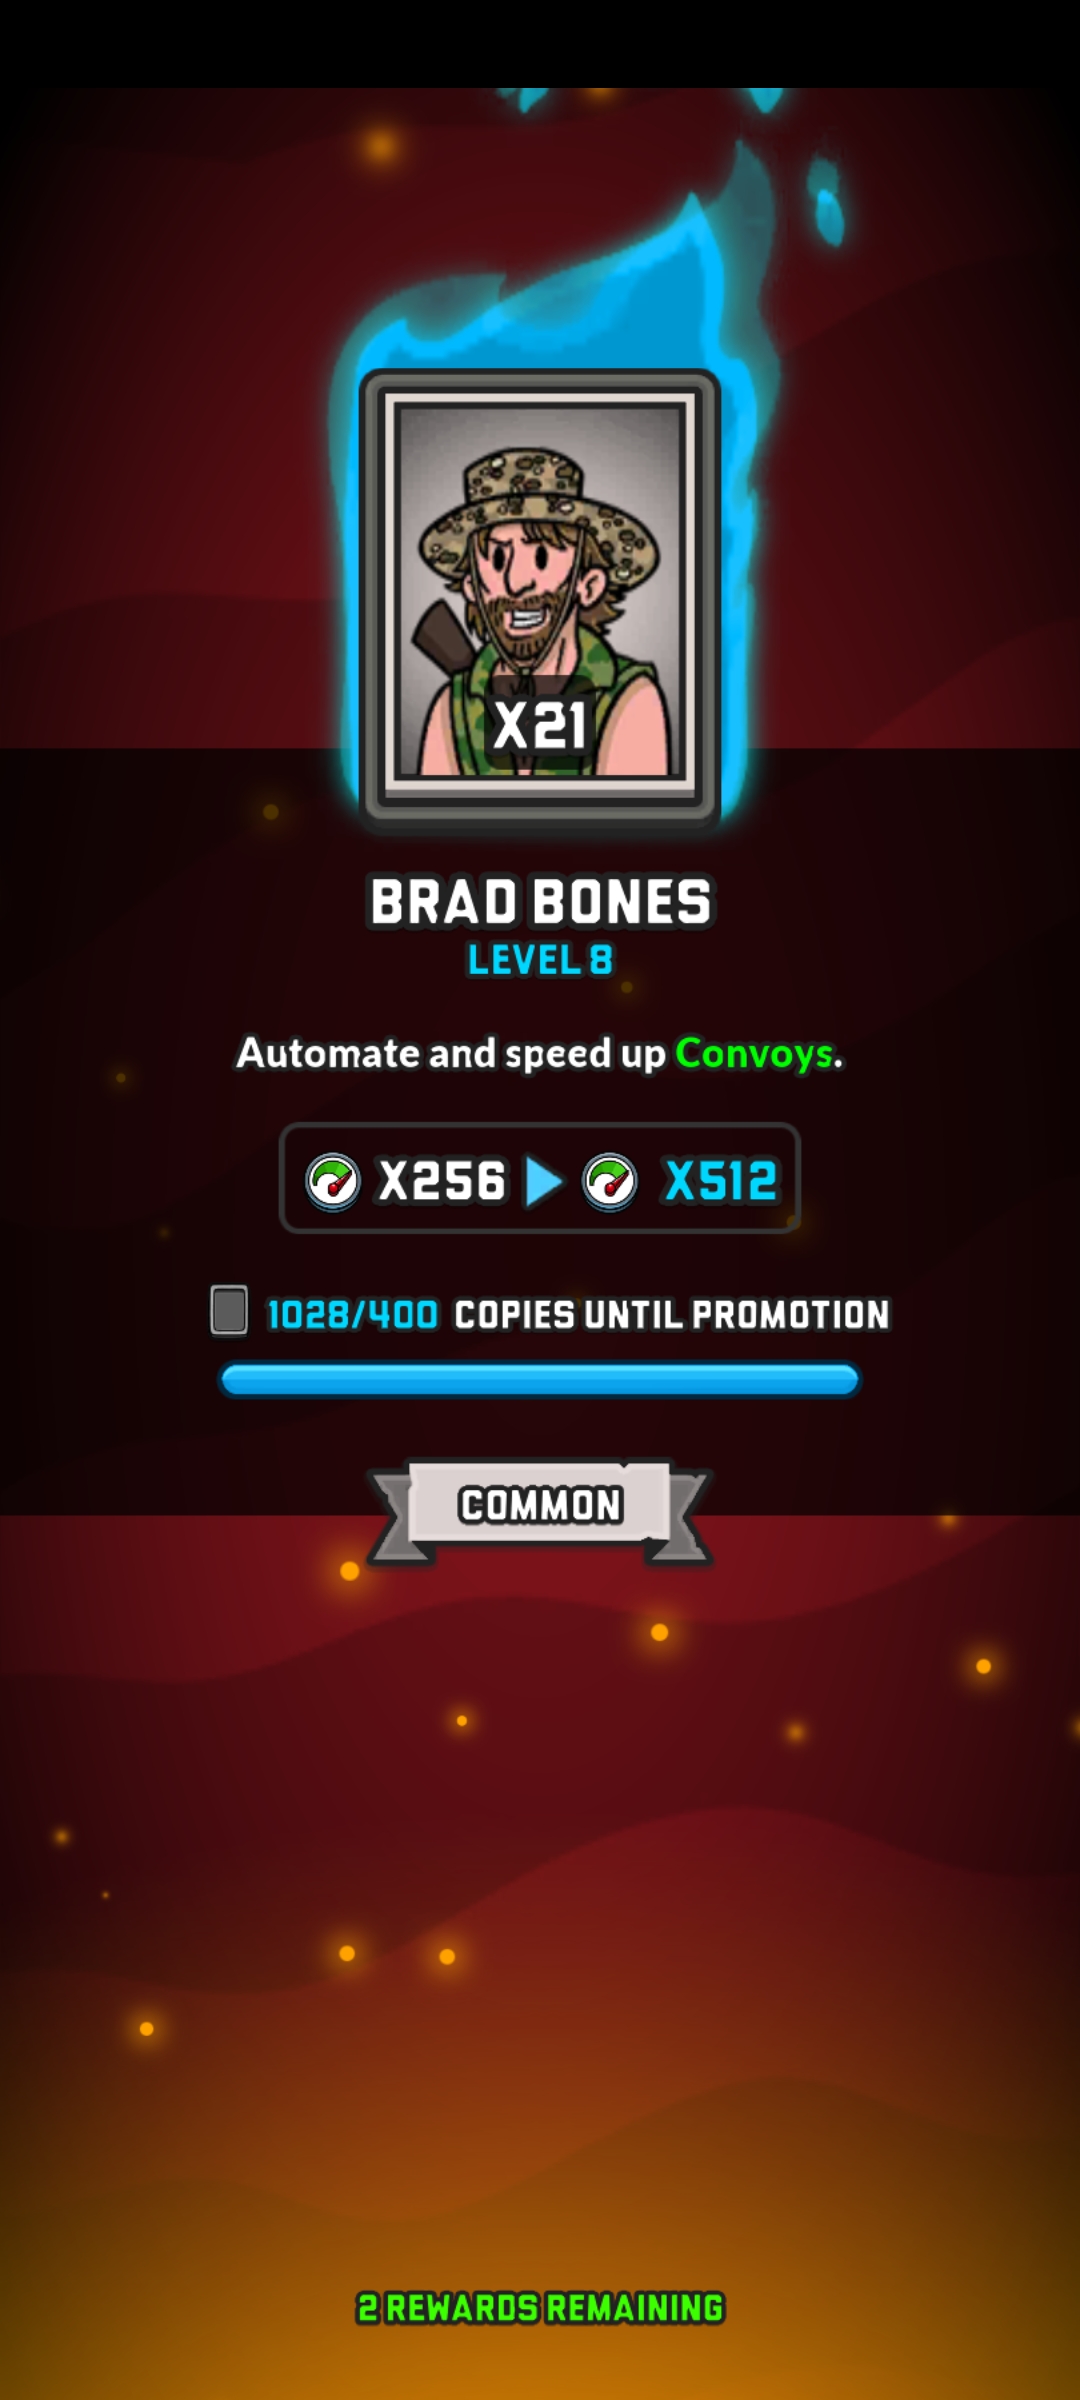 X21
BRAD BONES
LEVEL 8
Automate and speed up Convoys.
X256 X512
1028/400 COPIES UNTIL PROMOTION
COMMON
2 REWARDS REMAINING